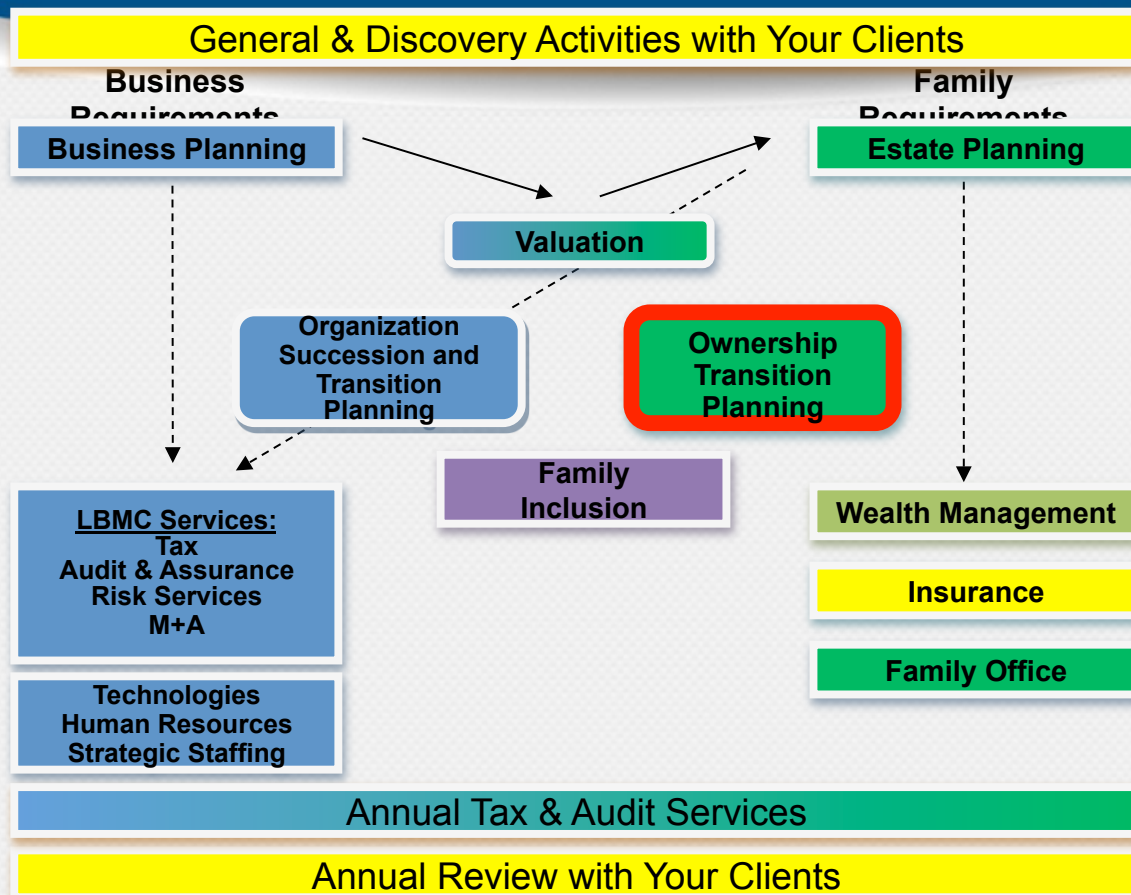 General & Discovery Activities with Your Clients
Business
Requirements
Family
Requirements
Business Planning
Estate Planning
Valuation
Organization
Succession and
Transition
Planning
Ownership
Transition
Planning
Family
Inclusion
LBMC Services:
Tax
Audit & Assurance
Risk Services
M+A
Wealth Management
Insurance
Family Office
Technologies
Human Resources
Strategic Staffing
Annual Tax & Audit Services
Annual Review with Your Clients